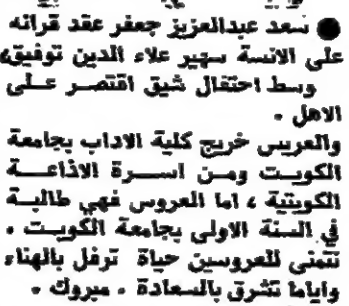 ● سعد عبدالعزيز جعفر عقد قرانه
على الانسة سهير علاء الدين توفيق،
وسط احتفال شيق اقتصر على
الاهل .
والعريس خريج كلية الاداب بجامعة
الكويت ومن اسرة الاذاعة
الكويتية ، اما العروس فهي طالبة
في السنة الاولى بجامعة الكويت .
نتمنى للعروسين حياة ترفل بالهناء
واياما تشرق بالسعادة . مبروك .